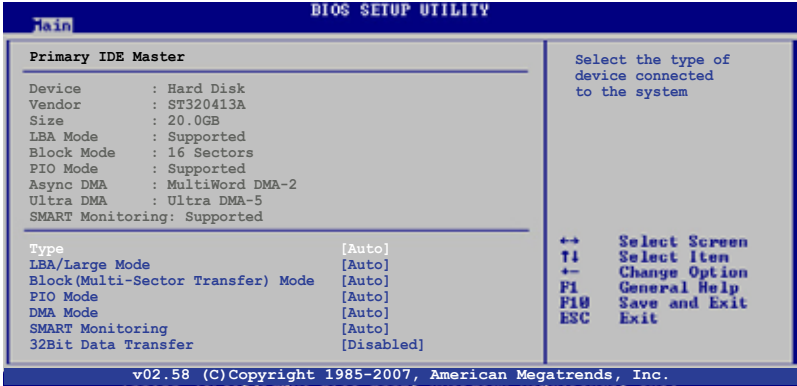 BIOS SETUP UTILITY
Main
Primary IDE Master
Device : Hard Disk
Vendor : ST320413A
Size : 20.0GB
LBA Mode : Supported
Block Mode : 16 Sectors
PIO Mode : Supported
Async DMA : MultiWord DMA-2
Ultra DMA : Ultra DMA-5
SMART Monitoring: Supported
Type [Auto]
LBA/Large Mode [Auto]
Block(Multi-Sector Transfer) Mode [Auto]
PIO Mode [Auto]
DMA Mode [Auto]
SMART Monitoring [Auto]
32Bit Data Transfer [Disabled]
Select the type of
device connected
to the system
←→ Select Screen
↑↓ Select Item
+- Change Option
F1 General Help
F10 Save and Exit
ESC Exit
v02.58 (C)Copyright 1985-2007, American Megatrends, Inc.